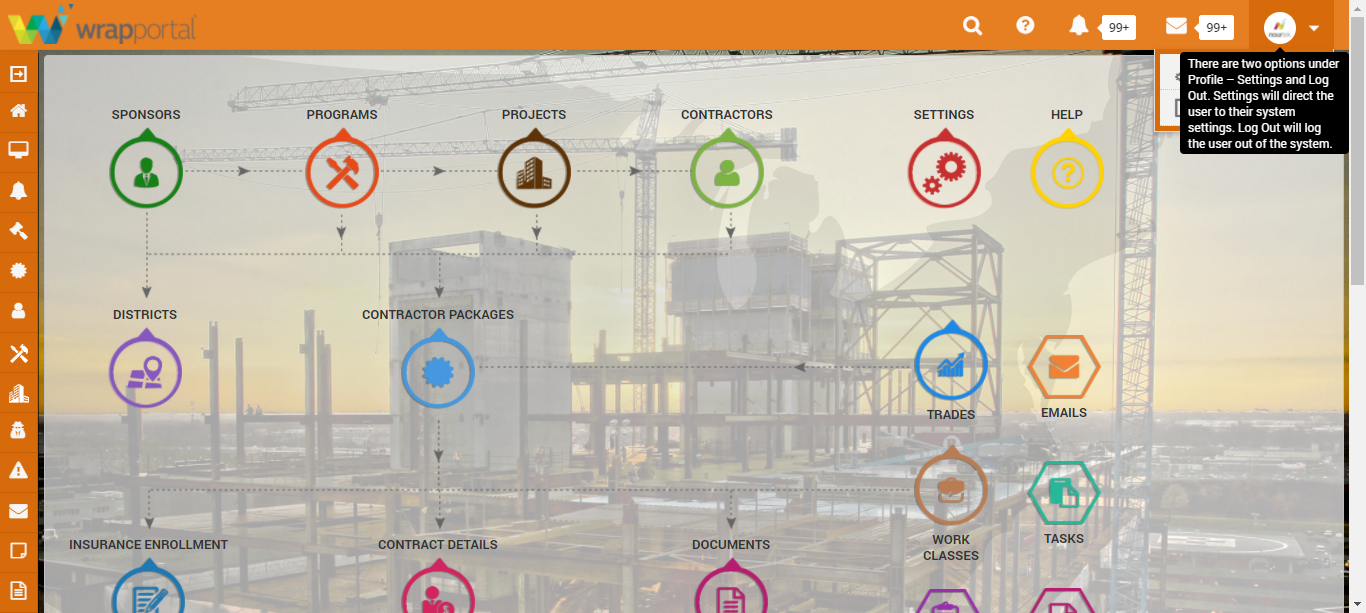 wrapportal
99+
99+
nouritek
There are two options under
Profile – Settings and Log
Out. Settings will direct the
user to their system
settings. Log Out will log
the user out of the system.
SPONSORS
PROGRAMS
PROJECTS
CONTRACTORS
SETTINGS
HELP
DISTRICTS
CONTRACTOR PACKAGES
TRADES
EMAILS
INSURANCE ENROLLMENT
CONTRACT DETAILS
DOCUMENTS
WORK
CLASSES
TASKS